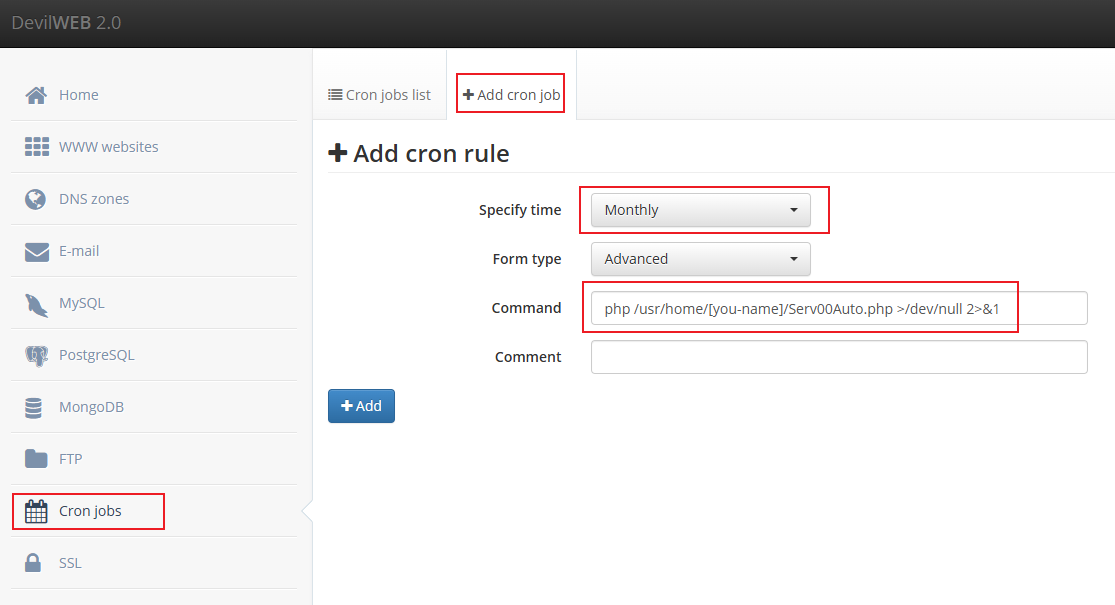 DevilWEB 2.0
Home
WWW websites
DNS zones
E-mail
MySQL
PostgreSQL
MongoDB
FTP
Cron jobs
SSL
Cron jobs list
Add cron job
Add cron rule
Specify time Monthly
Form type Advanced
Command php /usr/home/[you-name]/Serv00Auto.php >/dev/null 2>&1
Comment
Add